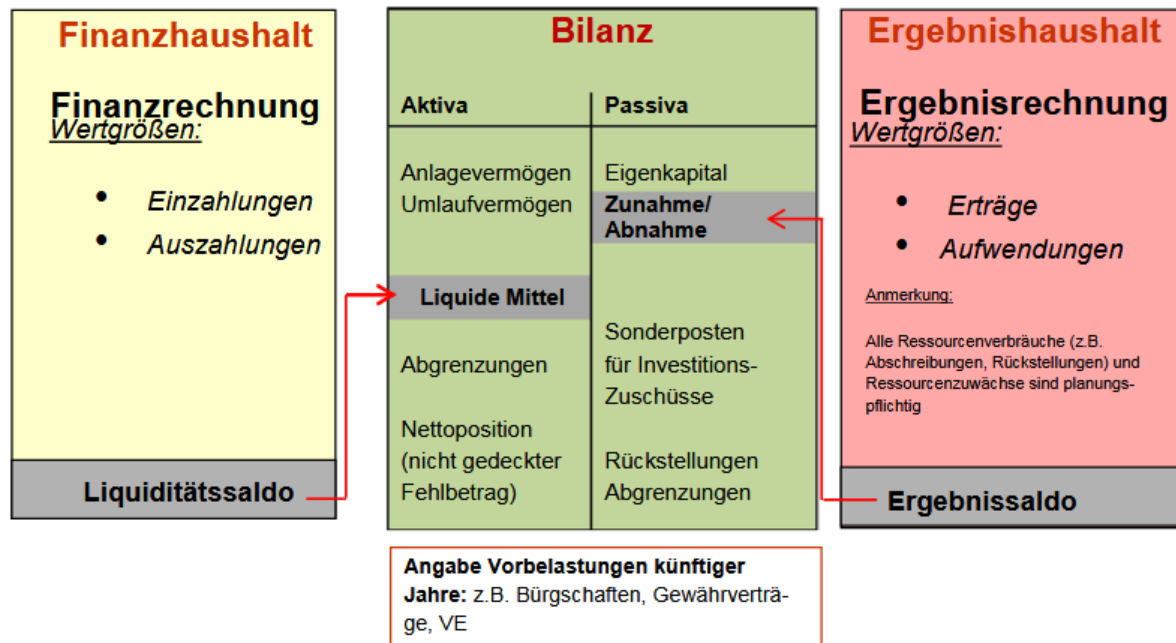 Finanzhaushalt
Finanzrechnung
Wertgrößen:
• Einzahlungen
• Auszahlungen
Liquiditätssaldo
Bilanz
Aktiva
Anlagevermögen
Umlaufvermögen
Liquide Mittel
Abgrenzungen
Nettoposition
(nicht gedeckter
Fehlbetrag)
Passiva
Eigenkapital
Zunahme/
Abnahme
Sonderposten
für Investitions-
Zuschüsse
Rückstellungen
Abgrenzungen
Angabe Vorbelastungen künftiger
Jahre: z.B. Bürgschaften, Gewährverträ-
ge, VE
Ergebnishaushalt
Ergebnisrechnung
Wertgrößen:
• Erträge
• Aufwendungen
Anmerkung:
Alle Ressourcenverbräuche (z.B.
Abschreibungen, Rückstellungen) und
Ressourcenzuwächse sind planungs-
pflichtig
Ergebnissaldo